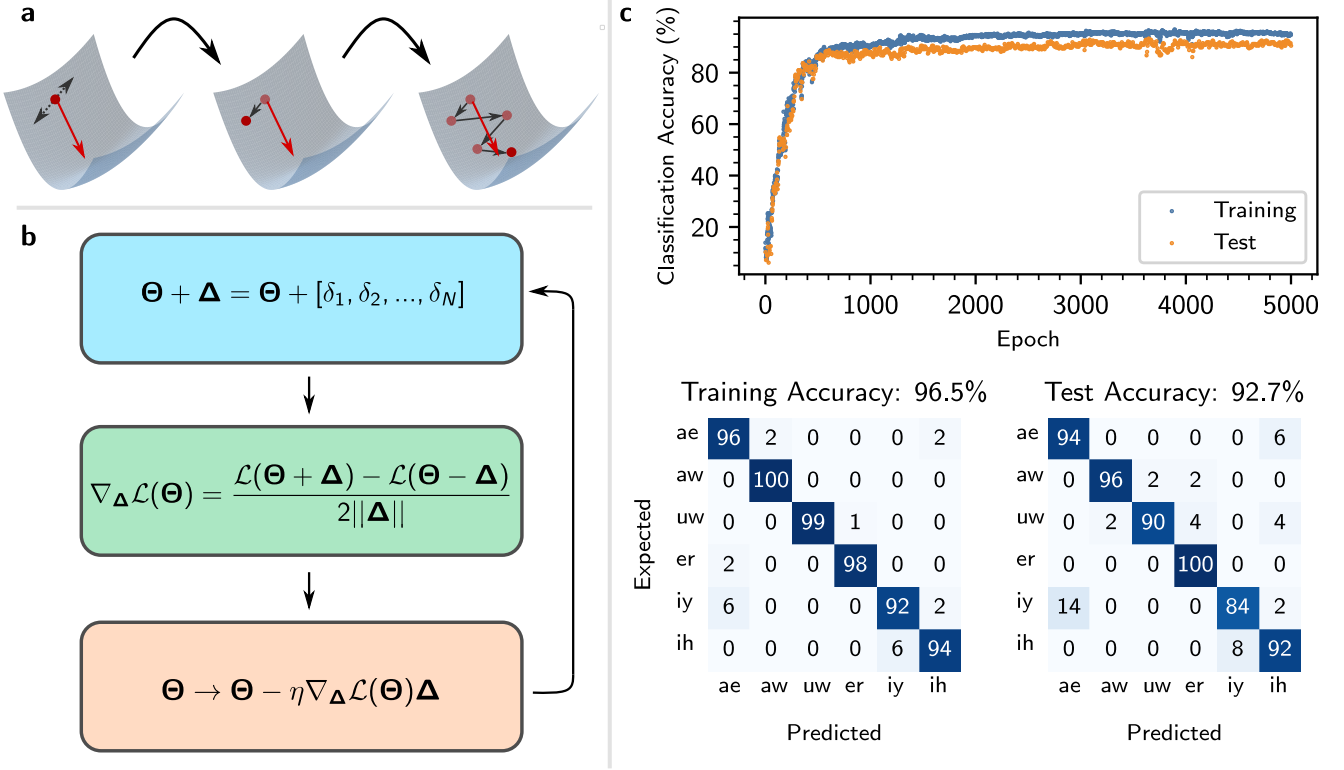 a
b
𝚯 + 𝚫 = 𝚯 + [δ₁, δ₂, ..., δ_N]
∇_𝚫 ℒ(𝚯) = (ℒ(𝚯 + 𝚫) − ℒ(𝚯 − 𝚫)) / (2||𝚫||)
𝚯 → 𝚯 − η∇_𝚫 ℒ(𝚯)𝚫
c
Classification Accuracy (%)
80
60
40
20
Training
Test
0 1000 2000 3000 4000 5000
Epoch
Training Accuracy: 96.5%
Expected
ae 96 2 0 0 0 2
aw 0 100 0 0 0 0
uw 0 0 99 1 0 0
er 2 0 0 98 0 0
iy 6 0 0 0 92 2
ih 0 0 0 0 6 94
ae aw uw er iy ih
Predicted
Test Accuracy: 92.7%
ae 94 0 0 0 0 6
aw 0 96 2 2 0 0
uw 0 2 90 4 0 4
er 0 0 0 100 0 0
iy 14 0 0 0 84 2
ih 0 0 0 0 8 92
ae aw uw er iy ih
Predicted